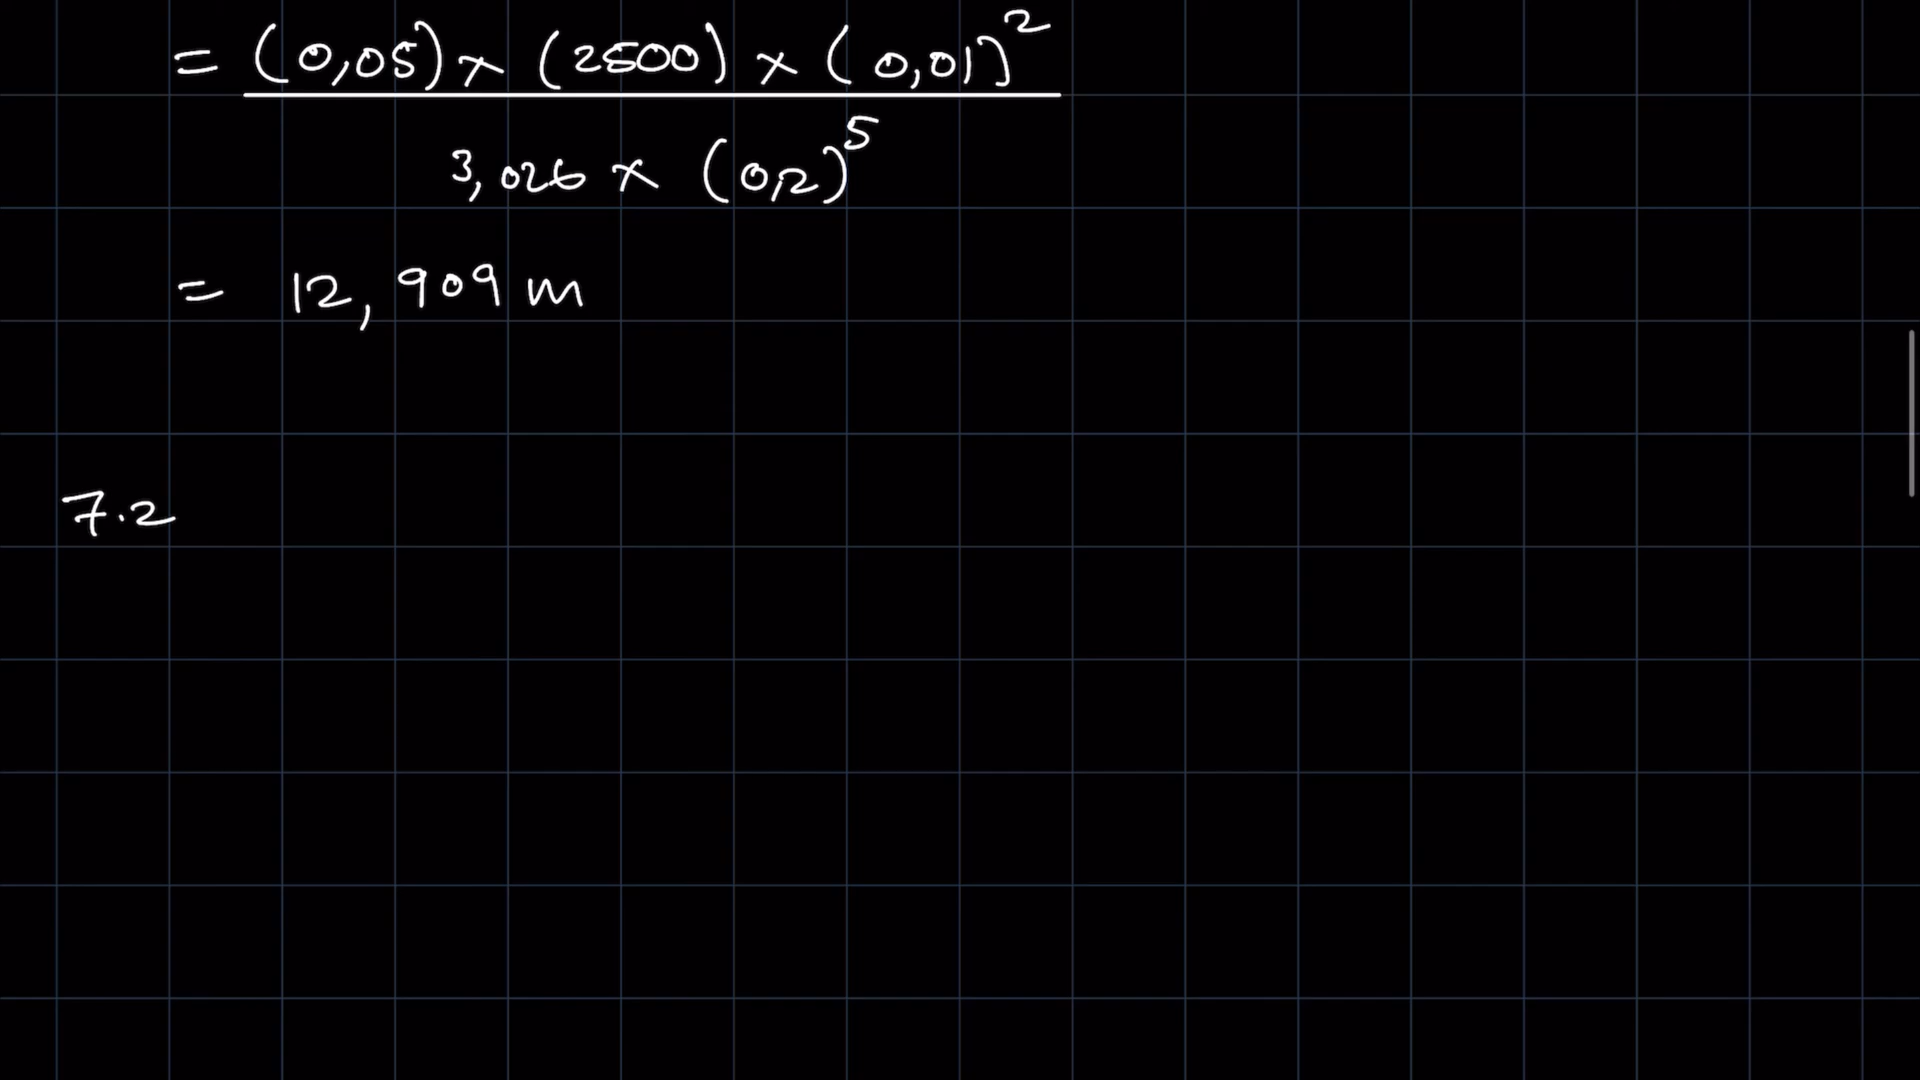 = (0,05) × (2500) × (0,01)²
3,026 × (0,2)⁵
= 12,909 m
7.2